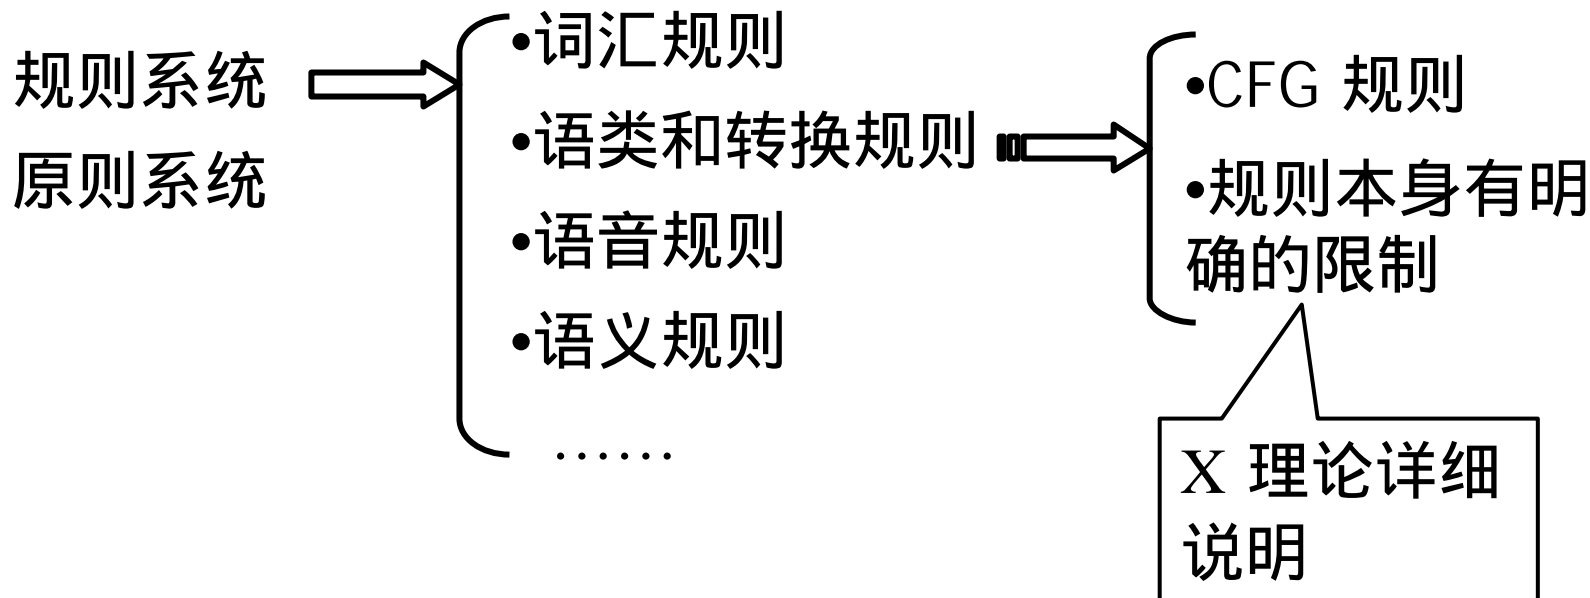 规则系统
原则系统
•词汇规则
•语类和转换规则
•语音规则
•语义规则
……
•CFG 规则
•规则本身有明
确的限制
X 理论详细
说明